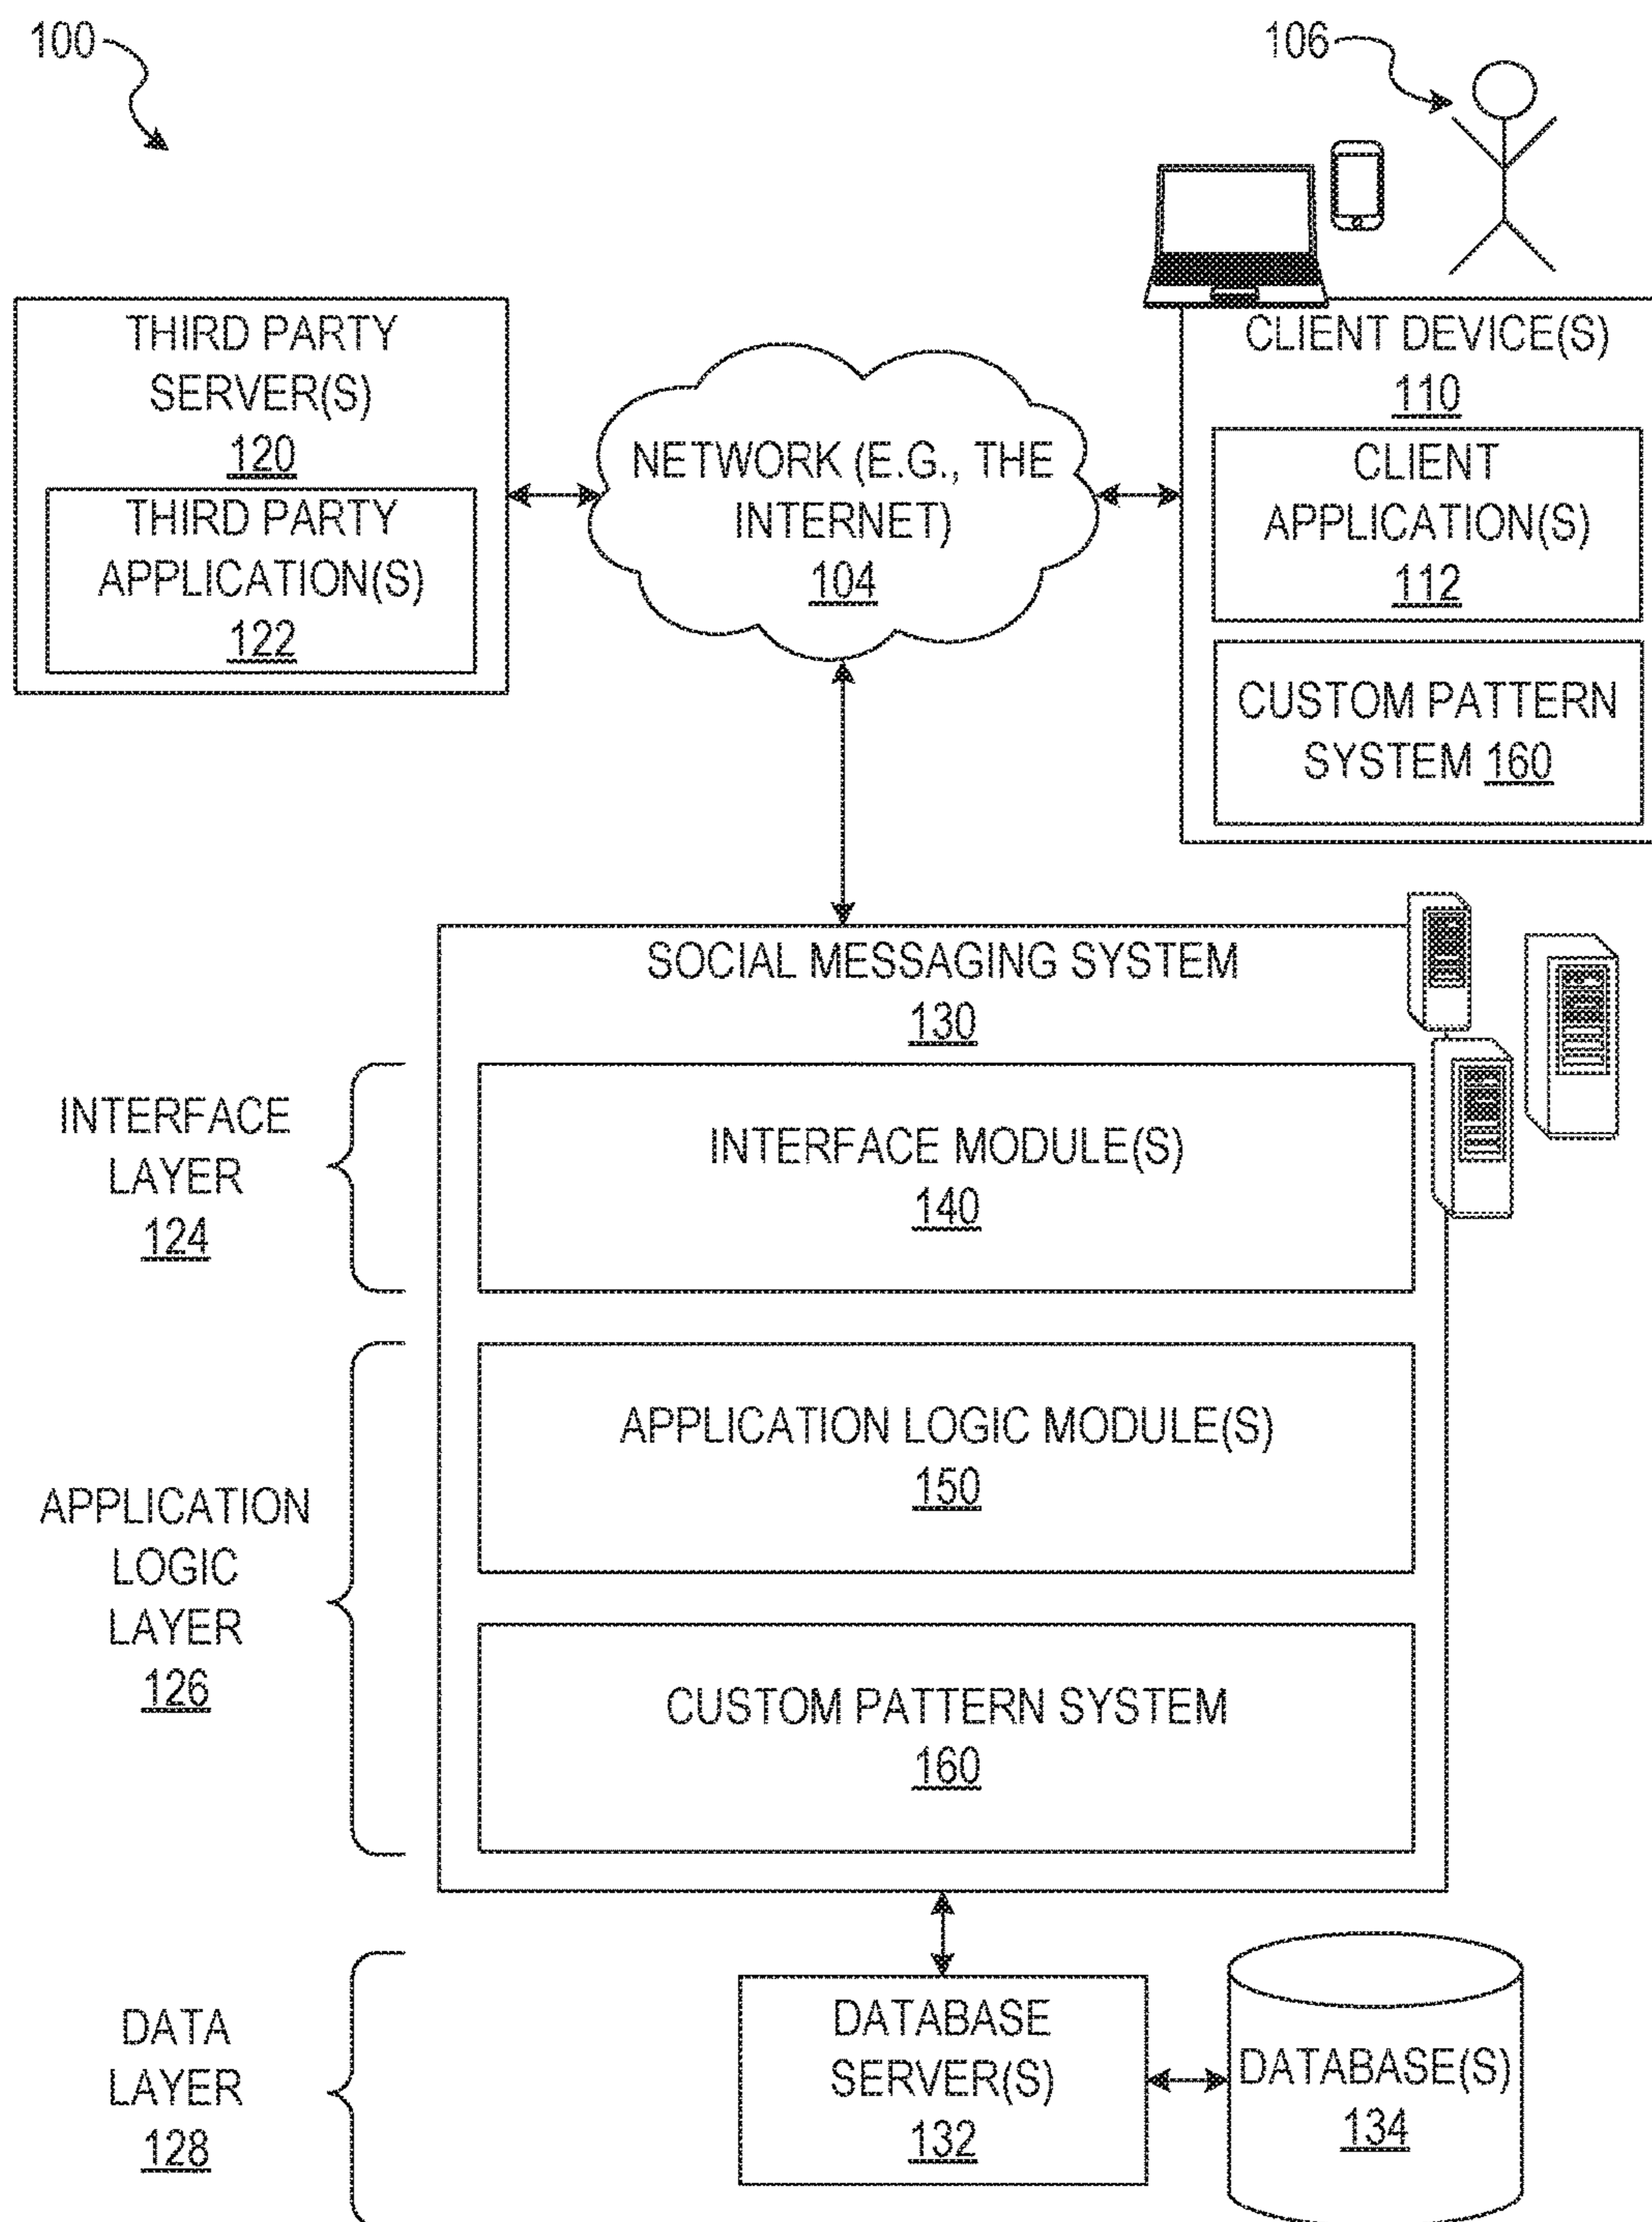 100
106
THIRD PARTY
SERVER(S)
120
THIRD PARTY
APPLICATION(S)
122
NETWORK (E.G., THE
INTERNET)
104
CLIENT DEVICE(S)
110
CLIENT
APPLICATION(S)
112
CUSTOM PATTERN
SYSTEM 160
SOCIAL MESSAGING SYSTEM
130
INTERFACE
LAYER
124
INTERFACE MODULE(S)
140
APPLICATION LOGIC MODULE(S)
150
APPLICATION
LOGIC
LAYER
126
CUSTOM PATTERN SYSTEM
160
DATA
LAYER
128
DATABASE
SERVER(S)
132
DATABASE(S)
134